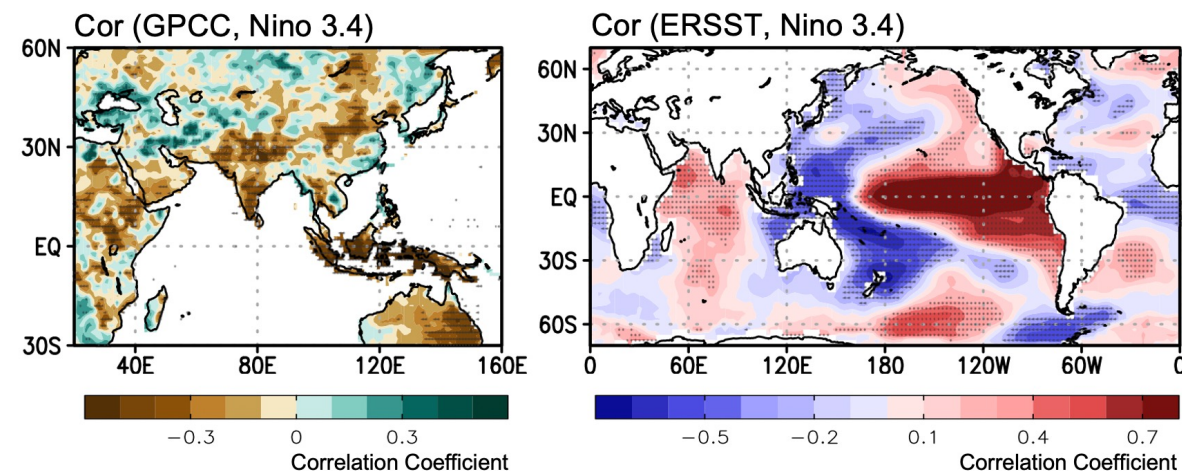 Cor (GPCC, Nino 3.4)
60N
30N
EQ
30S
40E 80E 120E 160E
−0.3 0 0.3
Correlation Coefficient
Cor (ERSST, Nino 3.4)
60N
30N
EQ
30S
60S
0 60E 120E 180 120W 60W 0
−0.5 −0.2 0.1 0.4 0.7
Correlation Coefficient